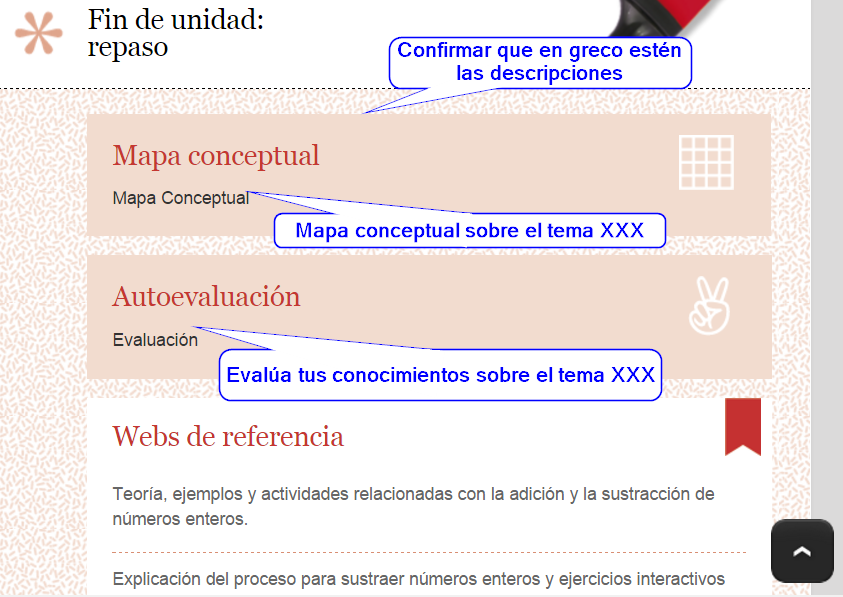 Fin de unidad:
repaso
Confirmar que en greco estén
las descripciones
Mapa conceptual
Mapa Conceptual
Mapa conceptual sobre el tema XXX
Autoevaluación
Evaluación
Evalúa tus conocimientos sobre el tema XXX
Webs de referencia
Teoría, ejemplos y actividades relacionadas con la adición y la sustracción de
números enteros.
Explicación del proceso para sustraer números enteros y ejercicios interactivos